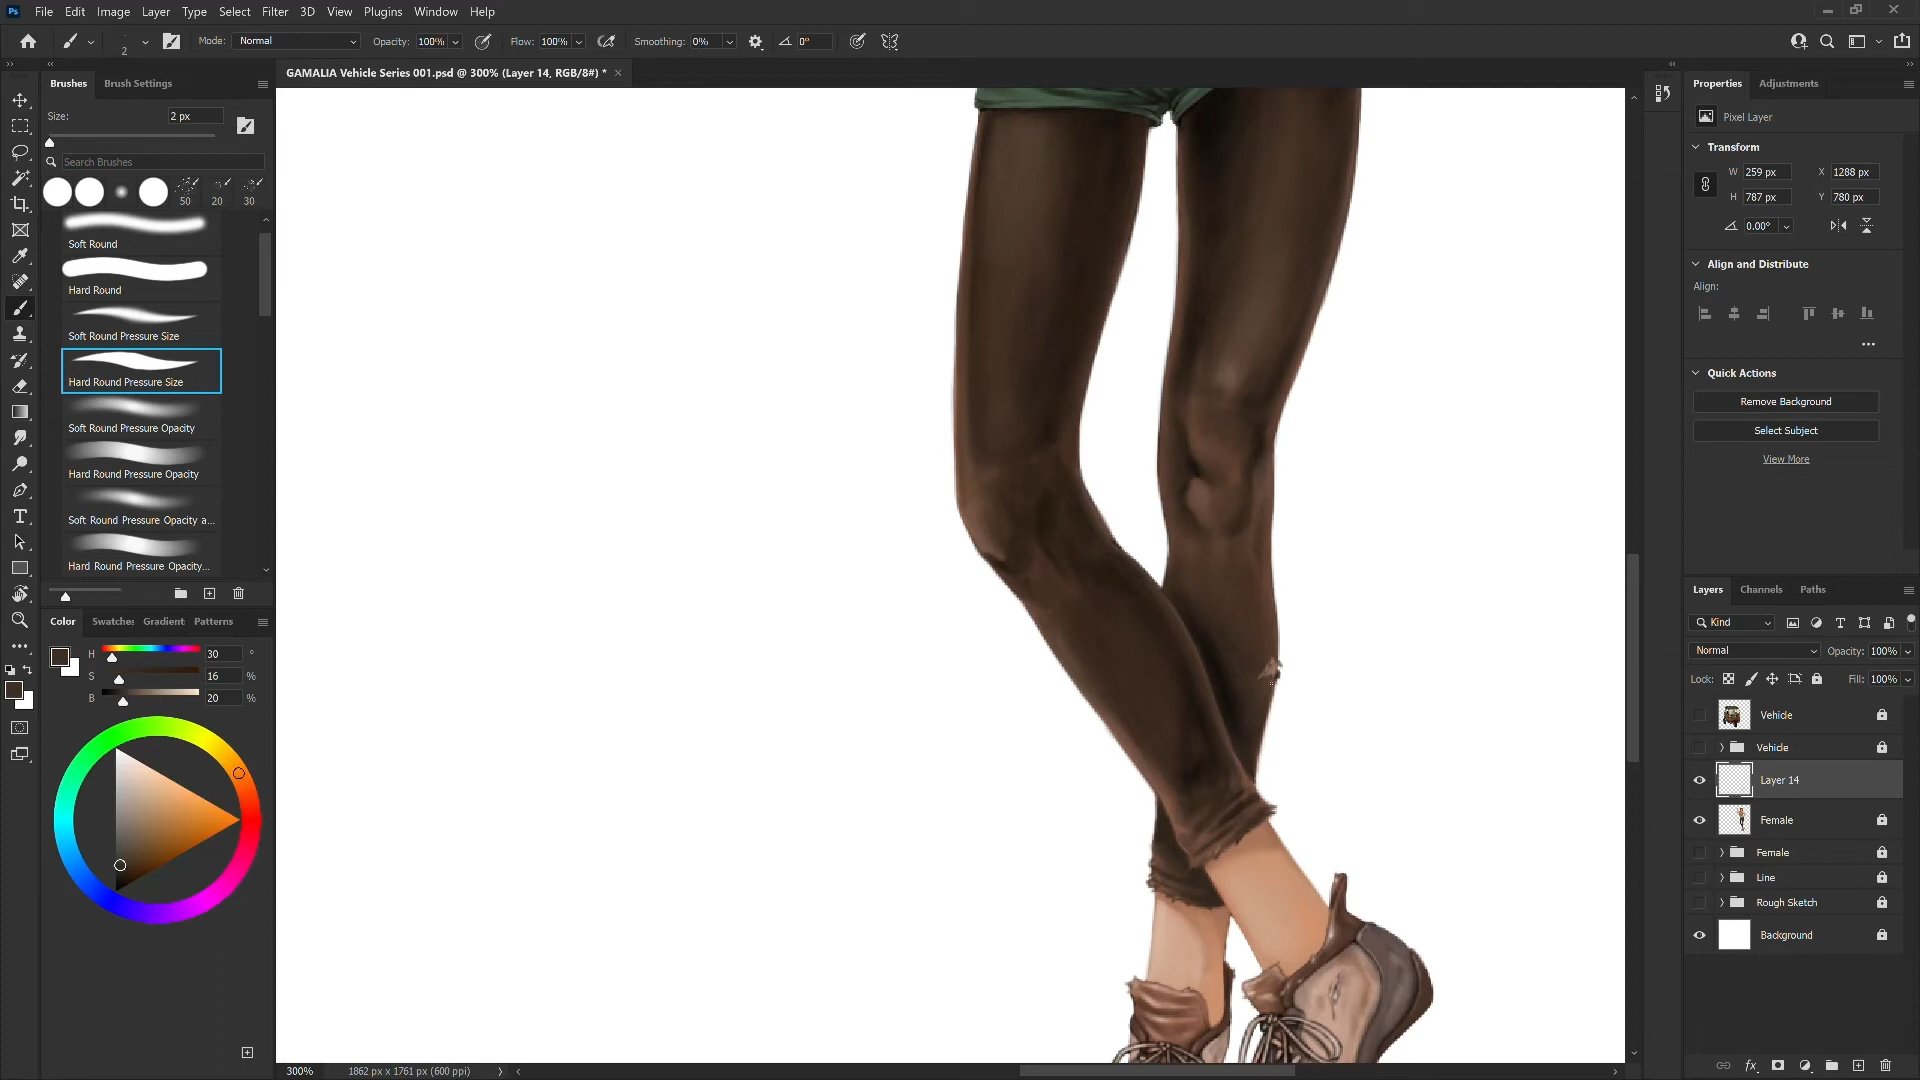 Ps File Edit Image Layer Type Select Filter 3D View Plugins Window Help
2 Mode: Normal Opacity: 100% Flow: 100% Smoothing: 0% 0°
Brushes Brush Settings
GAMALIA Vehicle Series 001.psd @ 300% (Layer 14, RGB/8#) *
Size: 2 px
Search Brushes
50 20 30
Soft Round
Hard Round
Soft Round Pressure Size
Hard Round Pressure Size
Soft Round Pressure Opacity
Hard Round Pressure Opacity
Soft Round Pressure Opacity a...
Hard Round Pressure Opacity...
Color Swatches Gradient Patterns
H 30 °
S 16 %
B 20 %
300% 1862 px x 1761 px (600 ppi)
Properties Adjustments
Pixel Layer
Transform
W 259 px X 1288 px
H 787 px Y 780 px
0.00°
Align and Distribute
Align:
Quick Actions
Remove Background
Select Subject
View More
Layers Channels Paths
Kind
Normal Opacity: 100%
Lock: Fill: 100%
Vehicle
Vehicle
Layer 14
Female
Female
Line
Rough Sketch
Background
fx